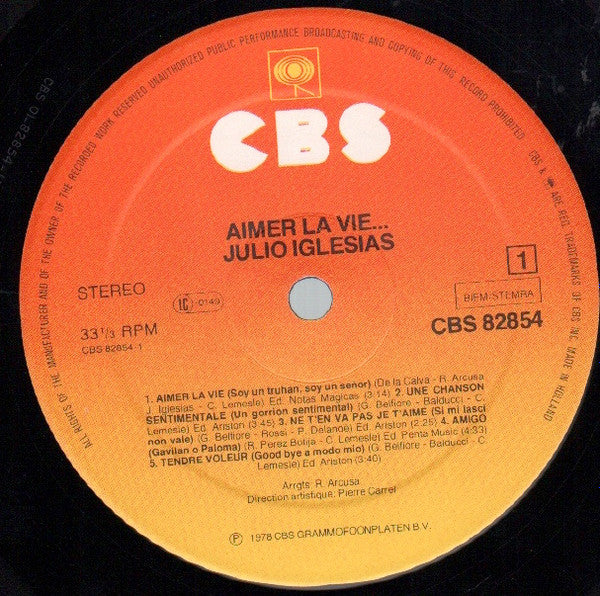 ALL RIGHTS OF THE MANUFACTURER AND OF THE OWNER OF THE RECORDED WORK RESERVED UNAUTHORIZED PUBLIC PERFORMANCE BROADCASTING AND COPYING OF THIS RECORD PROHIBITED CBS & ARE REG. TRADEMARKS OF CBS INC. MADE IN HOLLAND
CBS
AIMER LA VIE...
JULIO IGLESIAS
1
STEREO
LC 0149
BIEM-STEMRA
33 1/3 RPM
CBS 82854
CBS 82854-1
1. AIMER LA VIE (Soy un truhan, soy un senor) (De la Calva - R. Arcusa
J. Iglesias - C. Lemesle) Ed. Notas Magicas (3:14) 2. UNE CHANSON
SENTIMENTALE (Un gorrion sentimental) (G. Belfiore - Balducci - C.
Lemesle) Ed. Ariston (3:45) 3. NE T'EN VA PAS JE T'AIME (Si mi lasci
non vale) (G. Belfiore - Rossi - P. Delanoë) Ed. Ariston (2:25) 4. AMIGO
(Gavilan o Paloma) (R. Perez Botija - C. Lemesle) Ed Penta Music (4:33)
5. TENDRE VOLEUR (Good bye a modo mio) (G. Belfiore - Balducci - C
Lemesle) Ed. Ariston (3:40)
Arrgts. R. Arcusa
Direction artistique: Pierre Carrel
Ⓟ 1978 CBS GRAMMOFOONPLATEN B.V.